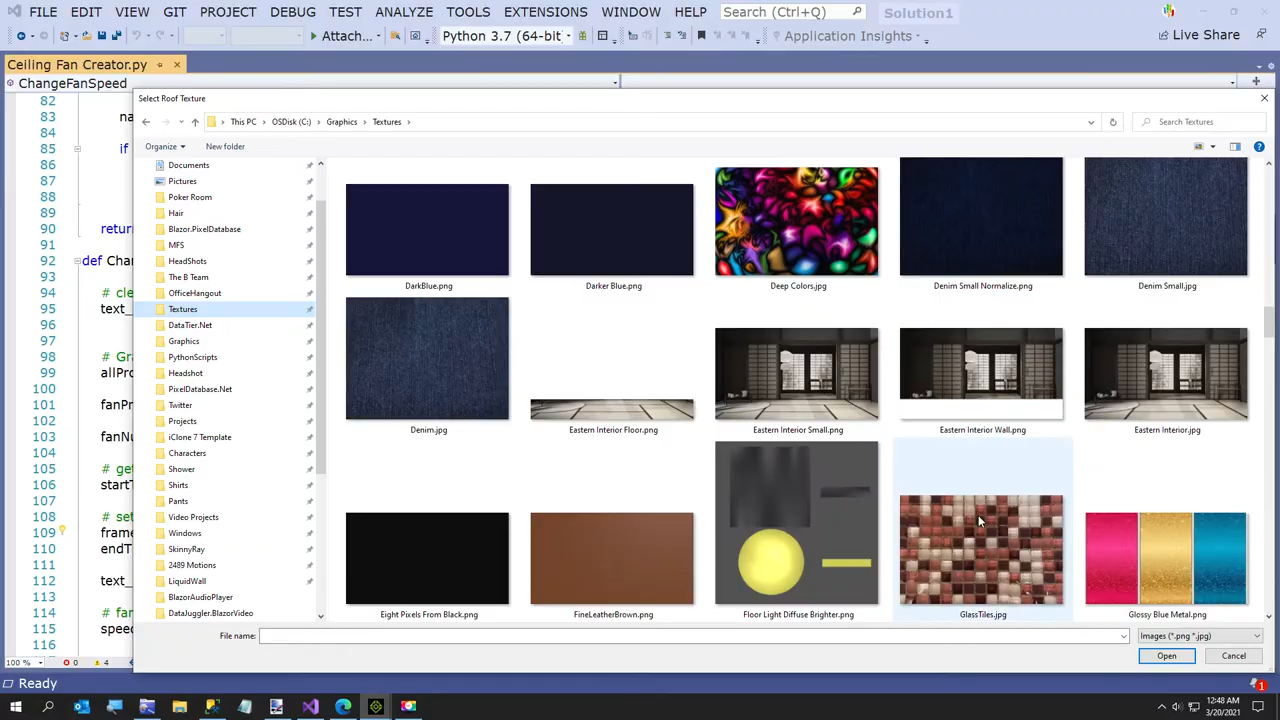 FILE EDIT VIEW GIT PROJECT DEBUG TEST ANALYZE TOOLS EXTENSIONS WINDOW HELP Search (Ctrl+Q) Solution1
Attach... Python 3.7 (64-bit) Application Insights Live Share
Ceiling Fan Creator.py
ChangeFanSpeed
Select Roof Texture
This PC OSDisk (C:) Graphics Textures Search Textures
Organize New folder
82
83 na
84
85 if
86
87
88
89
90 return
91
92 def Cha
93
94 # cle
95 text_
96
97
98 # Gra
99 allPro
100
101 fanPr
102
103 fanNu
104
105 # get
106 startT
107
108 # set
109 frame
110 endT
111
112 text_
113
114 # fan
115 speed
116
Documents
Pictures
Poker Room
Hair
Blazor.PixelDatabase
MFS
HeadShots
The B Team
OfficeHangout
Textures
DataTier.Net
Graphics
PythonScripts
Headshot
PixelDatabase.Net
Twitter
Projects
iClone 7 Template
Characters
Shower
Shirts
Pants
Video Projects
Windows
SkinnyRay
2489 Motions
LiquidWall
BlazorAudioPlayer
DataJuggler.BlazorVideo
DarkBlue.png Darker Blue.png Deep Colors.jpg Denim Small Normalize.png Denim Small.jpg
Denim.jpg Eastern Interior Floor.png Eastern Interior Small.png Eastern Interior Wall.png Eastern Interior.jpg
Eight Pixels From Black.png FineLeatherBrown.png Floor Light Diffuse Brighter.png GlassTiles.jpg Glossy Blue Metal.png
File name: Images (*.png *.jpg)
Open Cancel
100 % 0 4
Ready 1
12:48 AM
3/20/2021